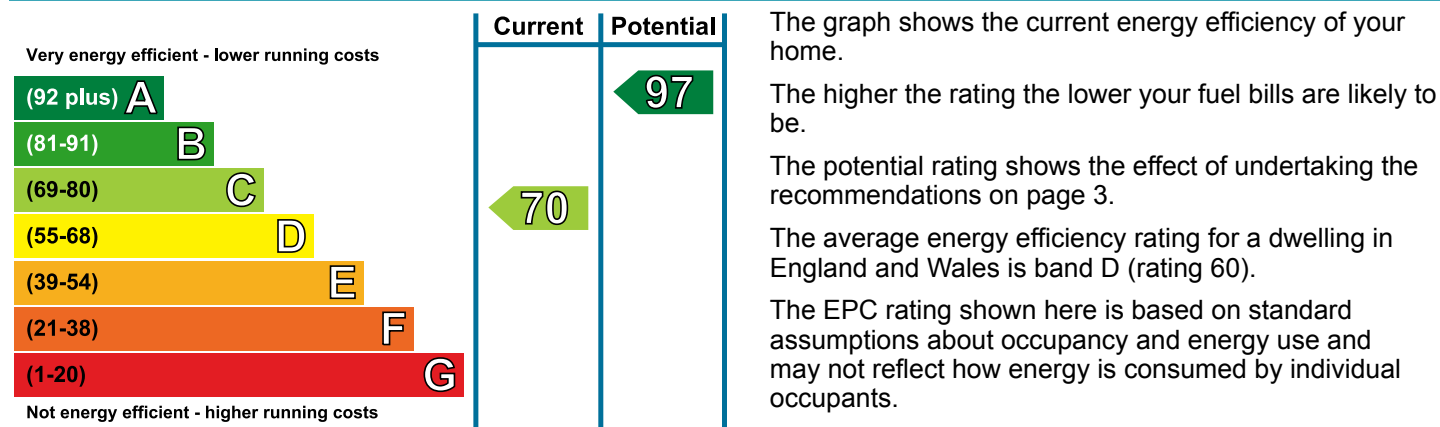 Current Potential
Very energy efficient - lower running costs
(92 plus) A
97
(81-91) B
(69-80) C
70
(55-68) D
(39-54) E
(21-38) F
(1-20) G
Not energy efficient - higher running costs
The graph shows the current energy efficiency of your
home.
The higher the rating the lower your fuel bills are likely to
be.
The potential rating shows the effect of undertaking the
recommendations on page 3.
The average energy efficiency rating for a dwelling in
England and Wales is band D (rating 60).
The EPC rating shown here is based on standard
assumptions about occupancy and energy use and
may not reflect how energy is consumed by individual
occupants.